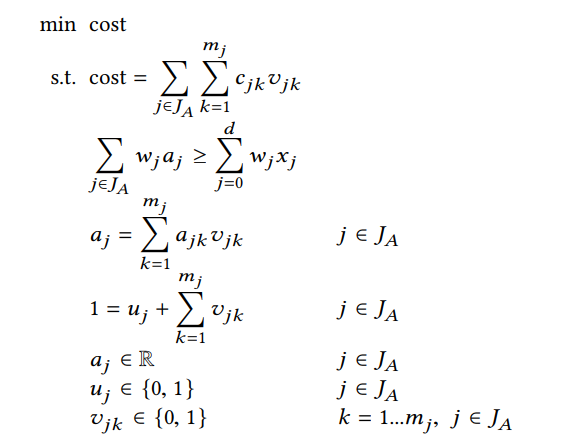 min cost
s.t. cost = ∑_{j∈J_A} ∑_{k=1}^{m_j} c_{jk} v_{jk}
∑_{j∈J_A} w_j a_j ≥ ∑_{j=0}^{d} w_j x_j
a_j = ∑_{k=1}^{m_j} a_{jk} v_{jk} j ∈ J_A
1 = u_j + ∑_{k=1}^{m_j} v_{jk} j ∈ J_A
a_j ∈ ℝ j ∈ J_A
u_j ∈ {0, 1} j ∈ J_A
v_{jk} ∈ {0, 1} k = 1...m_j, j ∈ J_A